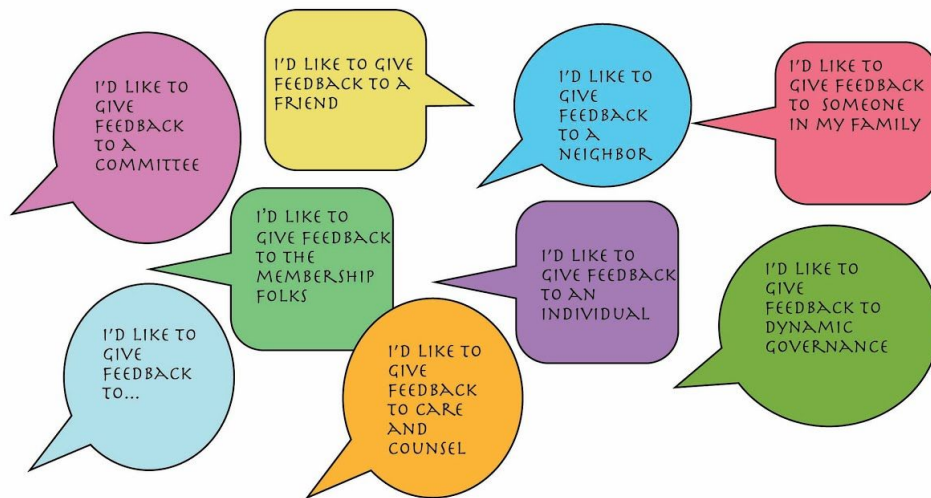 I'D LIKE TO
GIVE
FEEDBACK
TO A
COMMITTEE
I'D LIKE TO GIVE
FEEDBACK TO A
FRIEND
I'D LIKE TO
GIVE
FEEDBACK
TO A
NEIGHBOR
I'D LIKE TO
GIVE FEEDBACK
TO SOMEONE
IN MY FAMILY
I'D LIKE TO
GIVE FEEDBACK
TO THE
MEMBERSHIP
FOLKS
I'D LIKE TO
GIVE FEEDBACK
TO AN
INDIVIDUAL
I'D LIKE TO
GIVE
FEEDBACK TO
DYNAMIC
GOVERNANCE
I'D LIKE TO
GIVE
FEEDBACK
TO...
I'D LIKE TO
GIVE
FEEDBACK
TO CARE
AND
COUNSEL